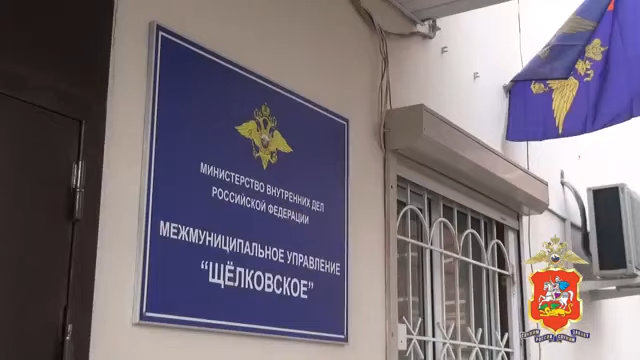 МИНИСТЕРСТВО ВНУТРЕННИХ ДЕЛ
РОССИЙСКОЙ ФЕДЕРАЦИИ
МЕЖМУНИЦИПАЛЬНОЕ УПРАВЛЕНИЕ
“ЩЁЛКОВСКОЕ”